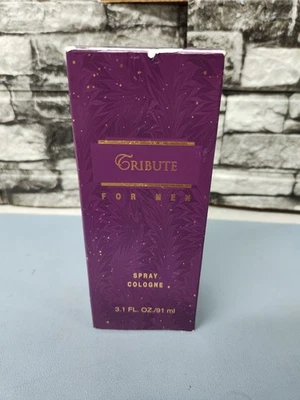 TRIBUTE
FOR MEN
SPRAY
COLOGNE
3.1 FL. OZ./91 ml